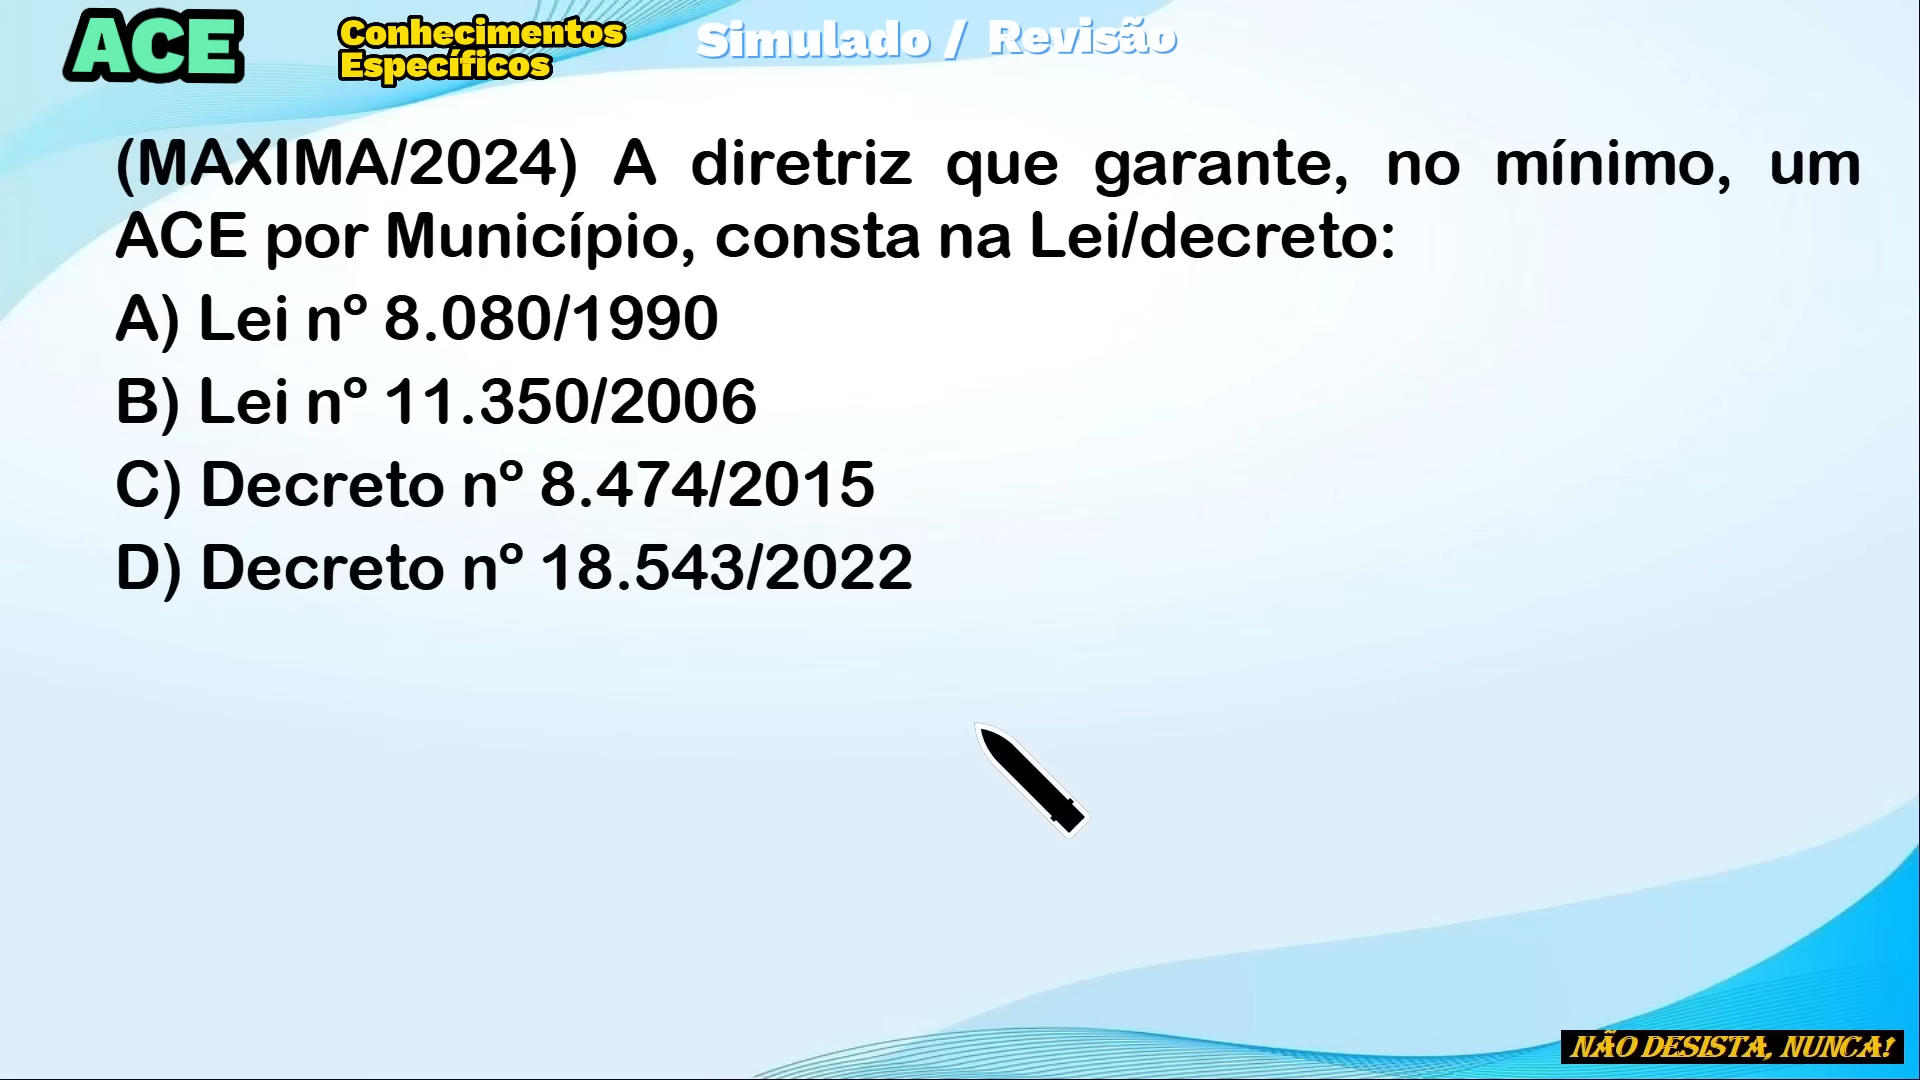 ACE
Conhecimentos
Específicos
Simulado / Revisão
(MAXIMA/2024) A diretriz que garante, no mínimo, um
ACE por Município, consta na Lei/decreto:
A) Lei nº 8.080/1990
B) Lei nº 11.350/2006
C) Decreto nº 8.474/2015
D) Decreto nº 18.543/2022
NÃO DESISTA, NUNCA!